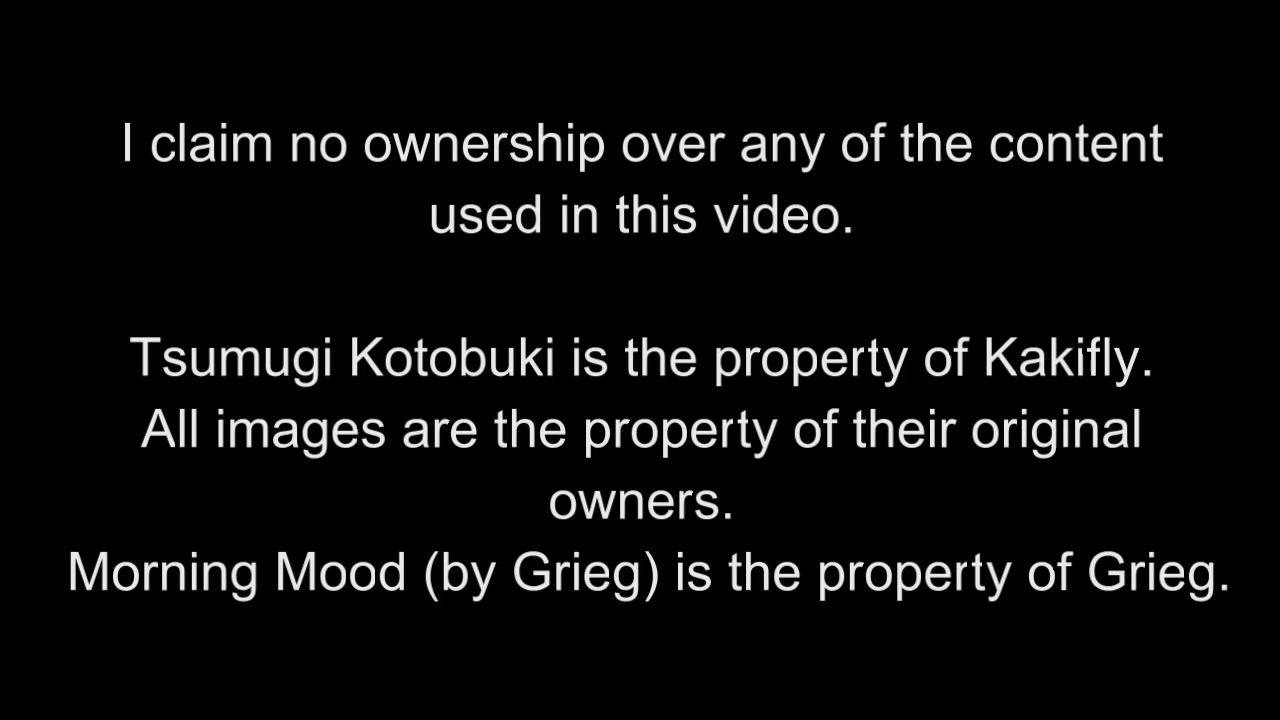 I claim no ownership over any of the content
used in this video.
Tsumugi Kotobuki is the property of Kakifly.
All images are the property of their original
owners.
Morning Mood (by Grieg) is the property of Grieg.